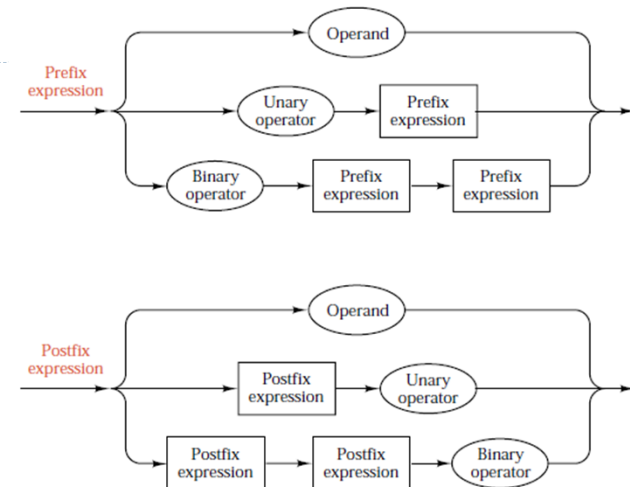 Operand
Prefix
expression
Unary
operator
Prefix
expression
Binary
operator
Prefix
expression
Prefix
expression
Operand
Postfix
expression
Postfix
expression
Unary
operator
Postfix
expression
Postfix
expression
Binary
operator